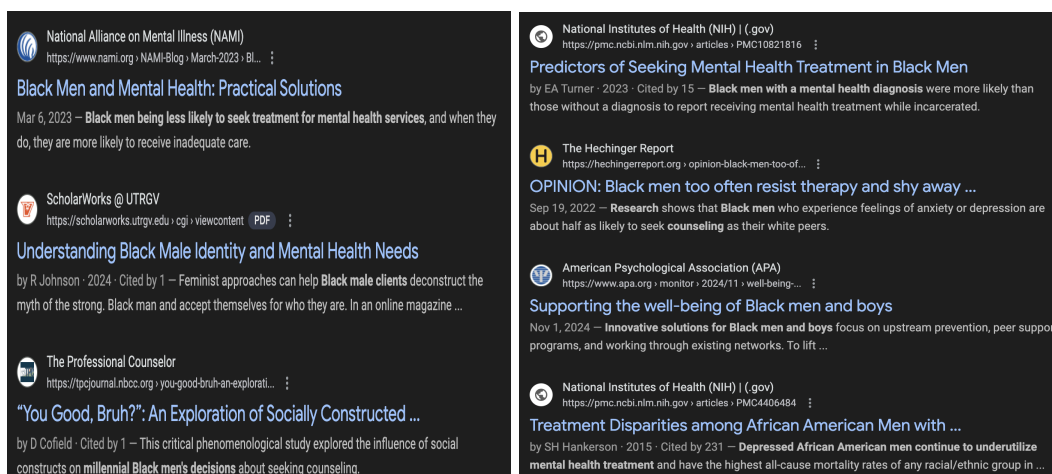 National Alliance on Mental Illness (NAMI)
https://www.nami.org › NAMI-Blog › March-2023 › Bl...
Black Men and Mental Health: Practical Solutions
Mar 6, 2023 — Black men being less likely to seek treatment for mental health services, and when they
do, they are more likely to receive inadequate care.
ScholarWorks @ UTRGV
https://scholarworks.utrgv.edu › cgi › viewcontent PDF
Understanding Black Male Identity and Mental Health Needs
by R Johnson · 2024 · Cited by 1 — Feminist approaches can help Black male clients deconstruct the
myth of the strong. Black man and accept themselves for who they are. In an online magazine ...
The Professional Counselor
https://tpcjournal.nbcc.org › you-good-bruh-an-explorati...
“You Good, Bruh?”: An Exploration of Socially Constructed ...
by D Cofield · Cited by 1 — This critical phenomenological study explored the influence of social
constructs on millennial Black men's decisions about seeking counseling.
National Institutes of Health (NIH) | (.gov)
https://pmc.ncbi.nlm.nih.gov › articles › PMC10821816
Predictors of Seeking Mental Health Treatment in Black Men
by EA Turner · 2023 · Cited by 15 — Black men with a mental health diagnosis were more likely than
those without a diagnosis to report receiving mental health treatment while incarcerated.
H
The Hechinger Report
https://hechingerreport.org › opinion-black-men-too-of...
OPINION: Black men too often resist therapy and shy away ...
Sep 19, 2022 — Research shows that Black men who experience feelings of anxiety or depression are
about half as likely to seek counseling as their white peers.
American Psychological Association (APA)
https://www.apa.org › monitor › 2024/11 › well-being-...
Supporting the well-being of Black men and boys
Nov 1, 2024 — Innovative solutions for Black men and boys focus on upstream prevention, peer suppor
programs, and working through existing networks. To lift ...
National Institutes of Health (NIH) | (.gov)
https://pmc.ncbi.nlm.nih.gov › articles › PMC4406484
Treatment Disparities among African American Men with ...
by SH Hankerson · 2015 · Cited by 231 — Depressed African American men continue to underutilize
mental health treatment and have the highest all-cause mortality rates of any racial/ethnic group in ...